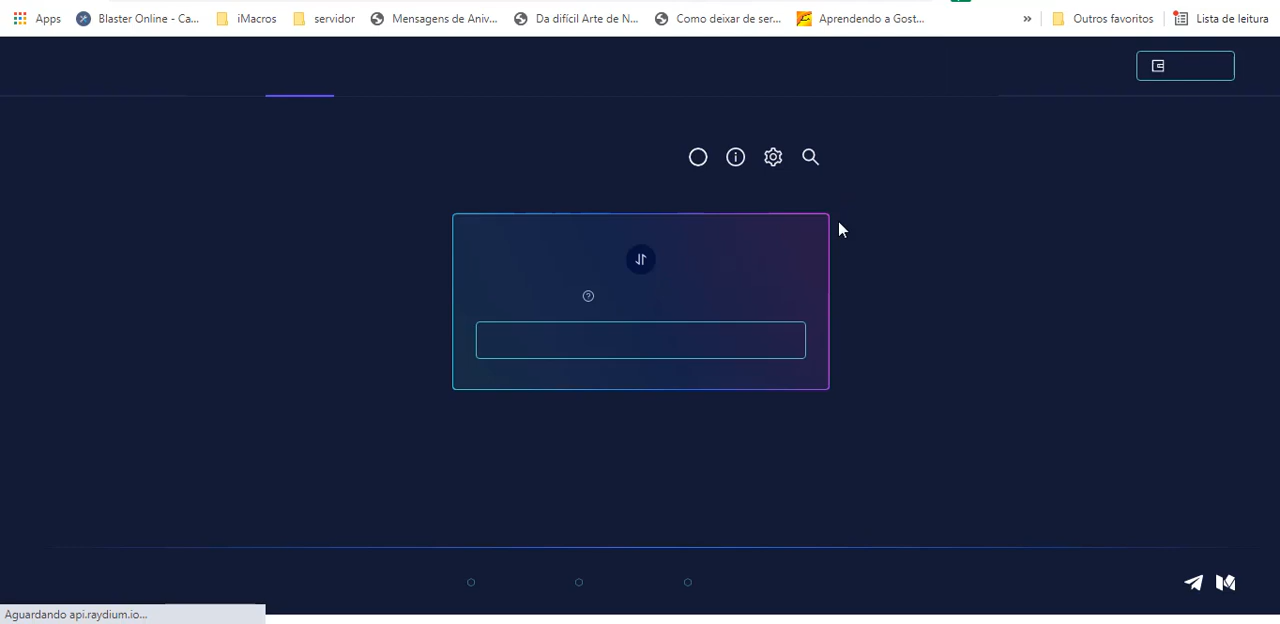 Apps Blaster Online - Ca... iMacros servidor Mensagens de Aniv... Da difícil Arte de N... Como deixar de ser... Aprendendo a Gost... » Outros favoritos Lista de leitura
Aguardando api.raydium.io...